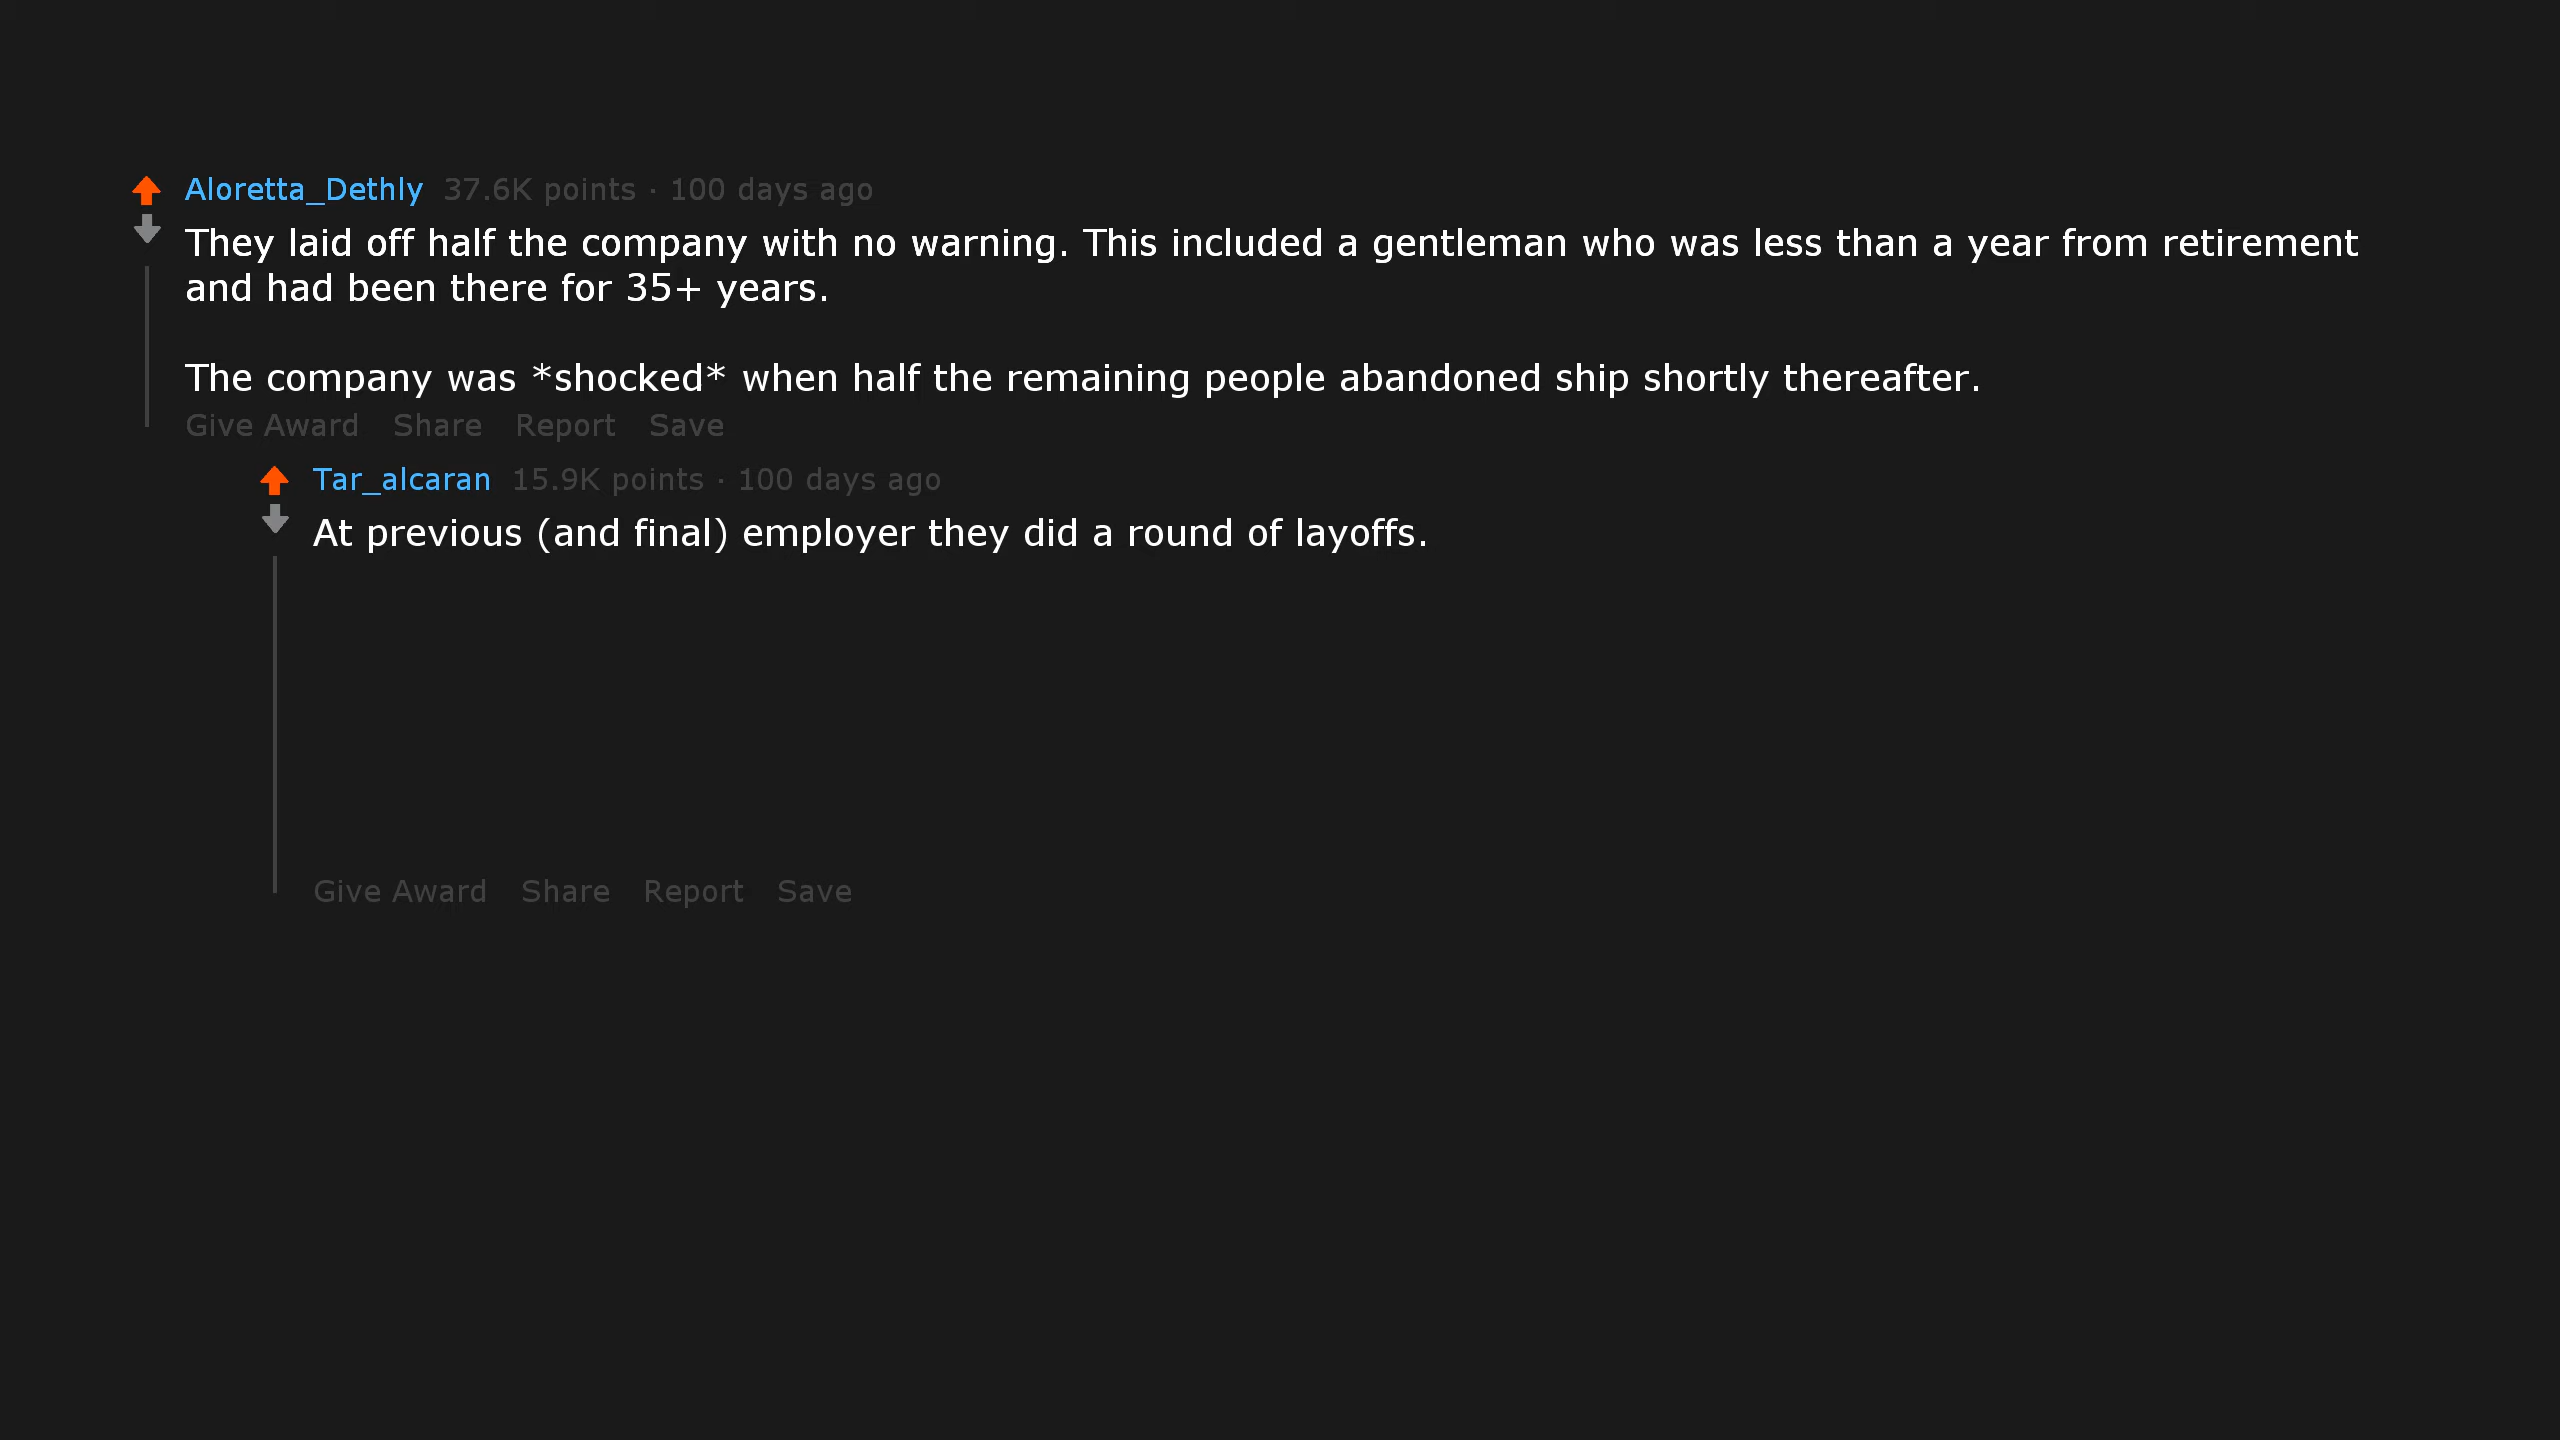 Aloretta_Dethly 37.6K points · 100 days ago
They laid off half the company with no warning. This included a gentleman who was less than a year from retirement
and had been there for 35+ years.
The company was *shocked* when half the remaining people abandoned ship shortly thereafter.
Give Award Share Report Save
Tar_alcaran 15.9K points · 100 days ago
At previous (and final) employer they did a round of layoffs.
Give Award Share Report Save